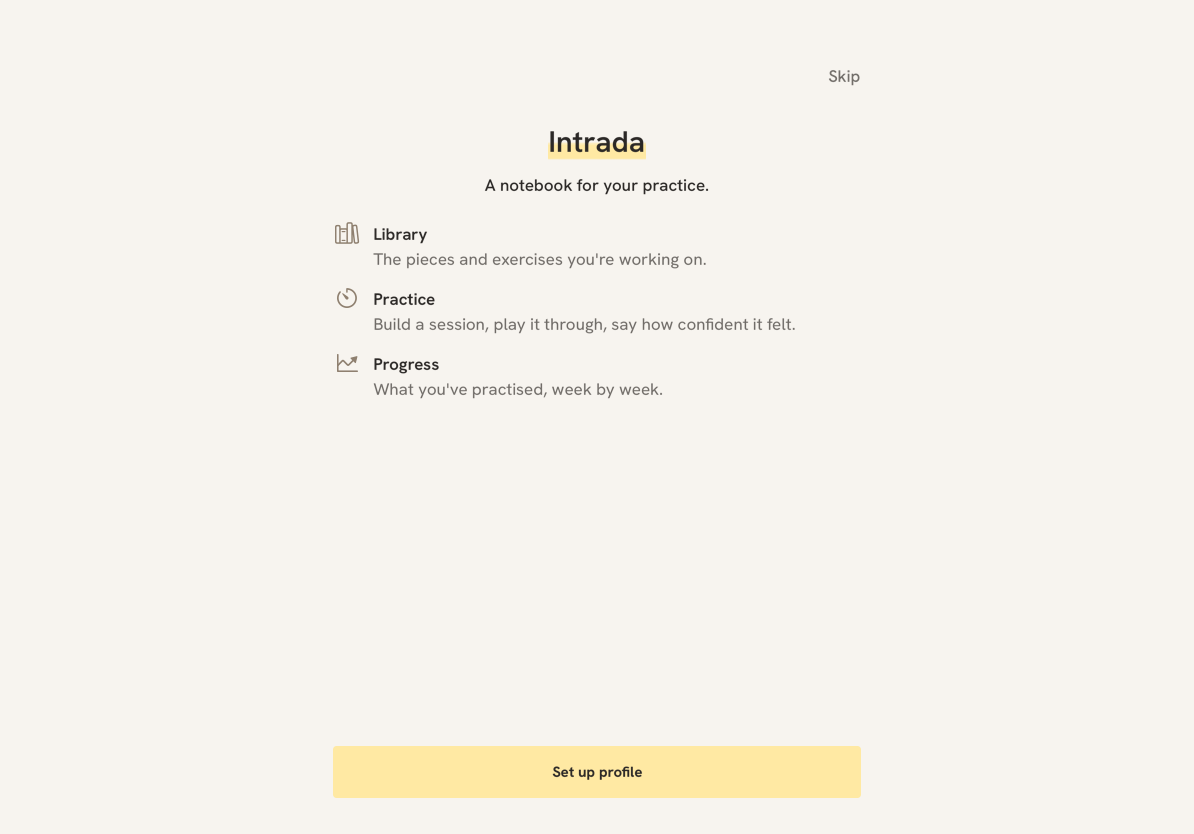 Skip
Intrada
A notebook for your practice.
Library
The pieces and exercises you're working on.
Practice
Build a session, play it through, say how confident it felt.
Progress
What you've practised, week by week.
Set up profile